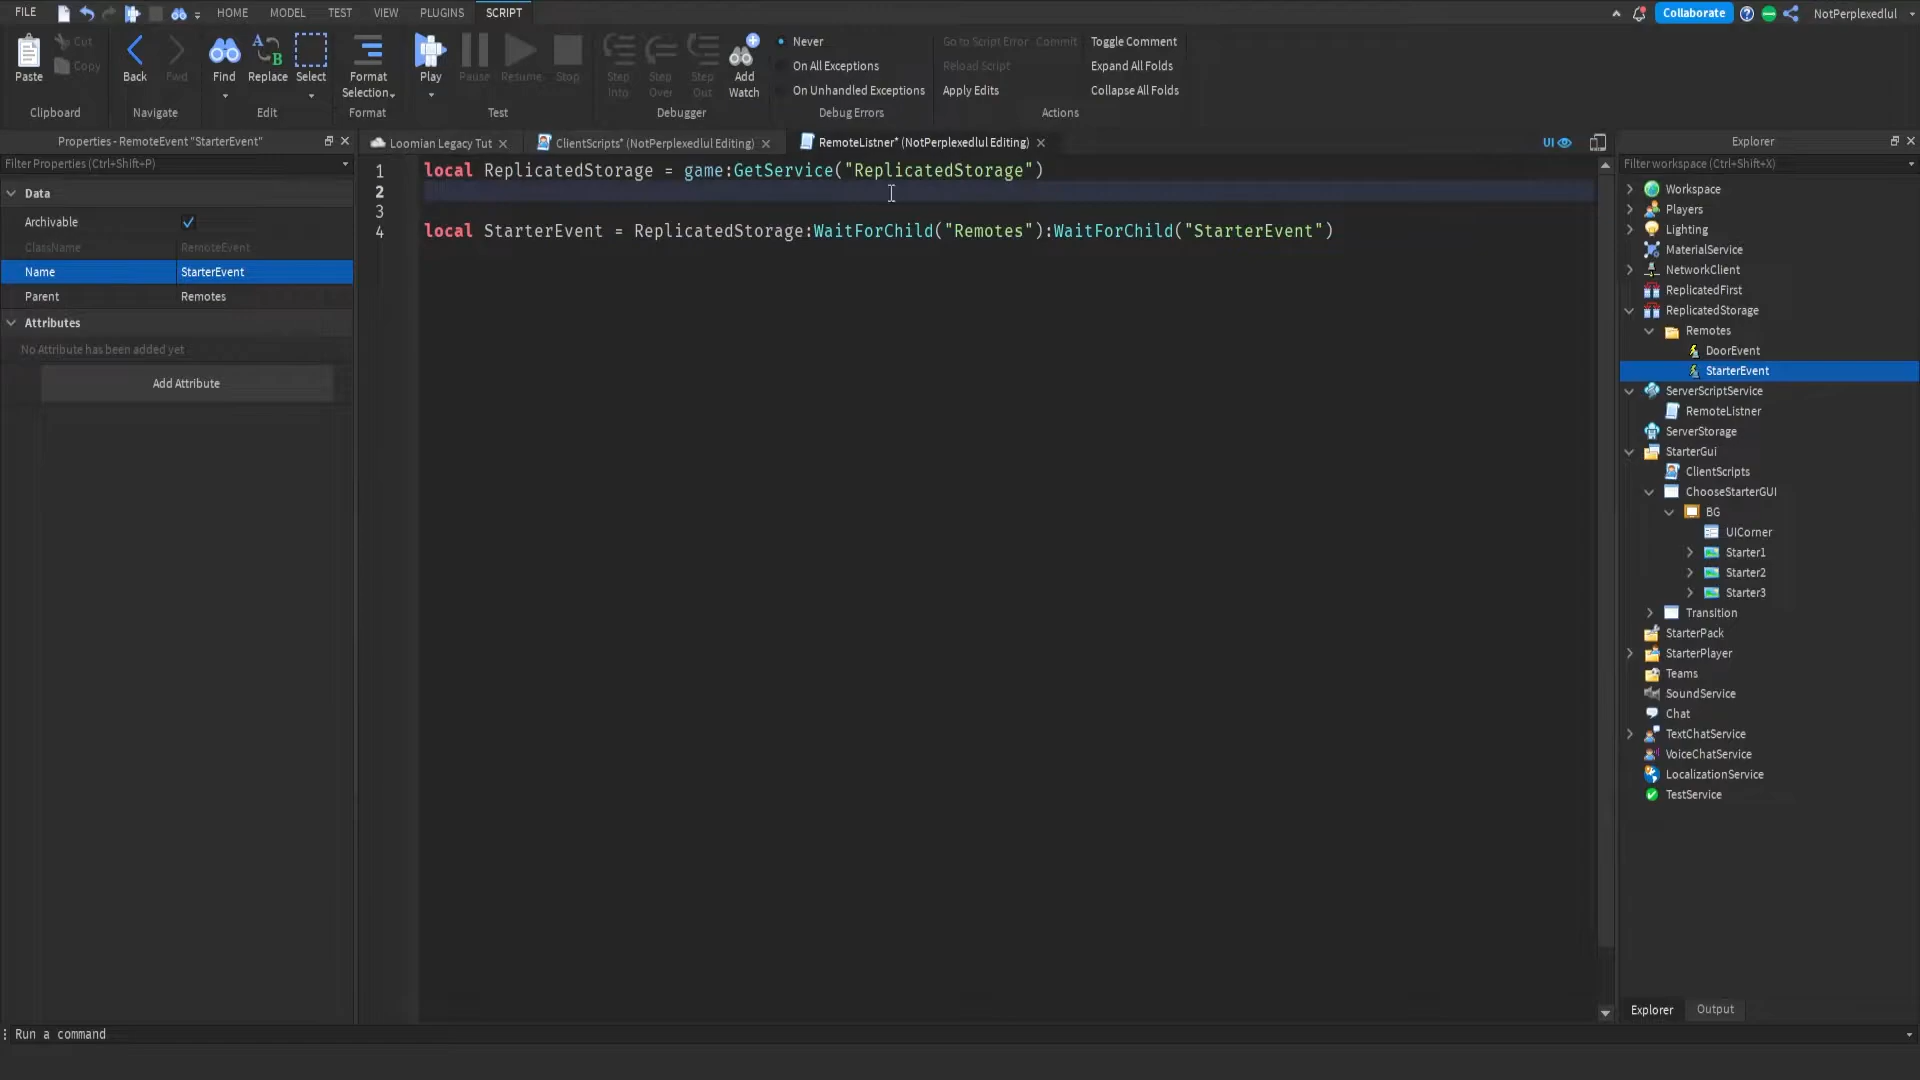 FILE HOME MODEL TEST VIEW PLUGINS SCRIPT Collaborate NotPerplexedlul
Paste Cut Copy Back Fwd Find Replace Select Format Selection Play Pause Resume Stop Step Into Step Over Step Out Add Watch
Never
On All Exceptions
On Unhandled Exceptions
Go to Script Error Commit
Reload Script
Apply Edits
Toggle Comment
Expand All Folds
Collapse All Folds
Clipboard Navigate Edit Format Test Debugger Debug Errors Actions
Properties - RemoteEvent "StarterEvent"
Filter Properties (Ctrl+Shift+P)
Data
Archivable
ClassName RemoteEvent
Name StarterEvent
Parent Remotes
Attributes
No Attribute has been added yet
Add Attribute
Loomian Legacy Tut ClientScripts* (NotPerplexedlul Editing) RemoteListner* (NotPerplexedlul Editing) UI
1 local ReplicatedStorage = game:GetService("ReplicatedStorage")
2
3
4 local StarterEvent = ReplicatedStorage:WaitForChild("Remotes"):WaitForChild("StarterEvent")
Explorer
Filter workspace (Ctrl+Shift+X)
Workspace
Players
Lighting
MaterialService
NetworkClient
ReplicatedFirst
ReplicatedStorage
Remotes
DoorEvent
StarterEvent
ServerScriptService
RemoteListner
ServerStorage
StarterGui
ClientScripts
ChooseStarterGUI
BG
UICorner
Starter1
Starter2
Starter3
Transition
StarterPack
StarterPlayer
Teams
SoundService
Chat
TextChatService
VoiceChatService
LocalizationService
TestService
Explorer Output
Run a command